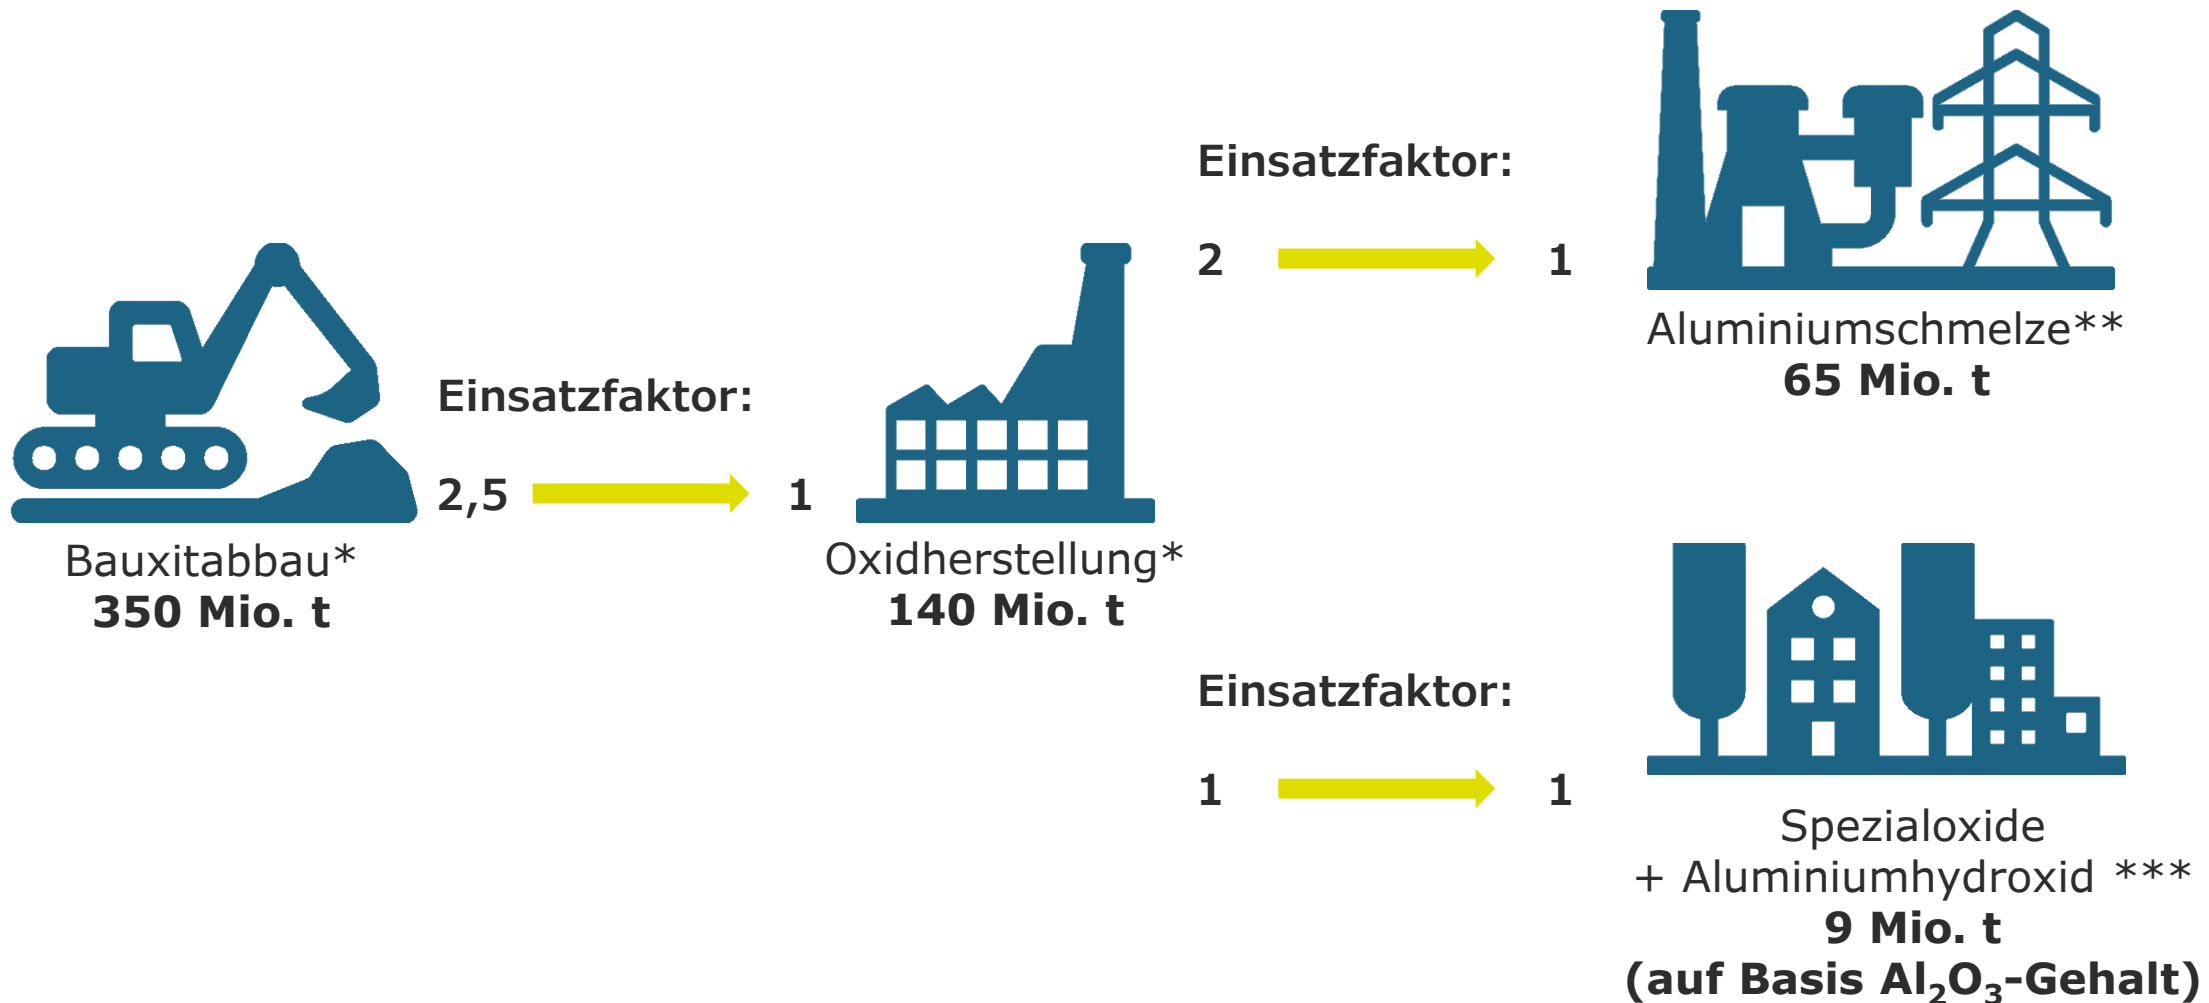 Bauxitabbau*
350 Mio. t
Einsatzfaktor:
2,5 1
Oxidherstellung*
140 Mio. t
Einsatzfaktor:
2 1
Aluminiumschmelze**
65 Mio. t
Einsatzfaktor:
1 1
Spezialoxide
+ Aluminiumhydroxid ***
9 Mio. t
(auf Basis Al₂O₃-Gehalt)